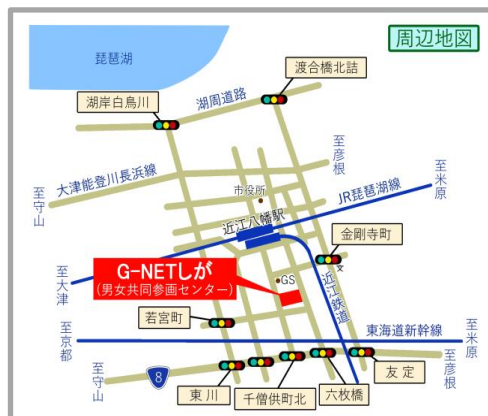 周辺地図
琵琶湖
渡合橋北詰
湖岸白鳥川
湖周道路
大津能登川長浜線
至彦根
至米原
至守山
市役所
JR琵琶湖線
近江八幡駅
金剛寺町
至大津
G-NETしが
(男女共同参画センター)
GS
近江鉄道
若宮町
至京都
東海道新幹線
至米原
至守山
8
東川
千僧供町北
六枚橋
友定
至彦根